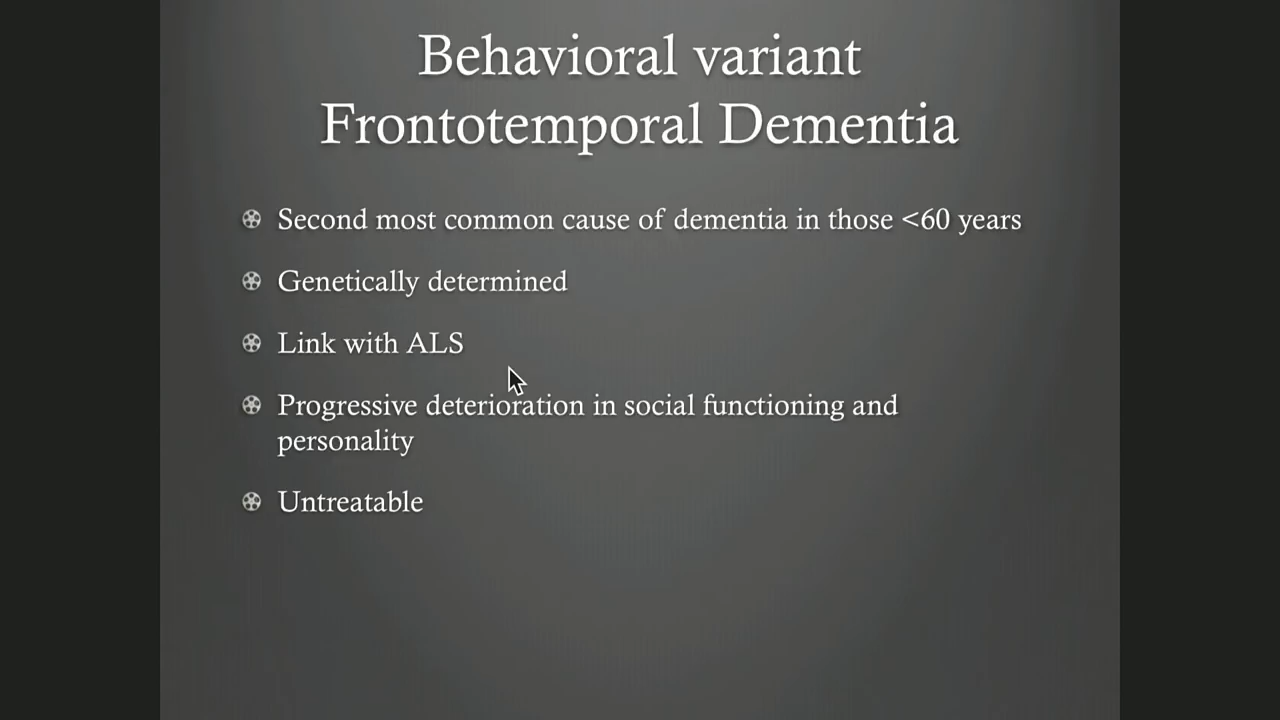 Behavioral variant
Frontotemporal Dementia
Second most common cause of dementia in those <60 years
Genetically determined
Link with ALS
Progressive deterioration in social functioning and
personality
Untreatable